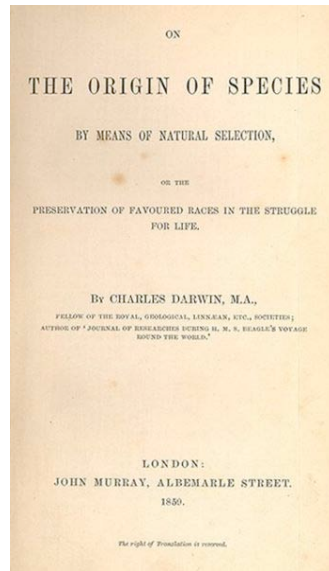 ON
THE ORIGIN OF SPECIES
BY MEANS OF NATURAL SELECTION,
OR THE
PRESERVATION OF FAVOURED RACES IN THE STRUGGLE
FOR LIFE.
By CHARLES DARWIN, M.A.,
FELLOW OF THE ROYAL, GEOLOGICAL, LINNÆAN, ETC., SOCIETIES;
AUTHOR OF 'JOURNAL OF RESEARCHES DURING H. M. S. BEAGLE'S VOYAGE
ROUND THE WORLD.'
LONDON:
JOHN MURRAY, ALBEMARLE STREET.
1859.
The right of Translation is reserved.